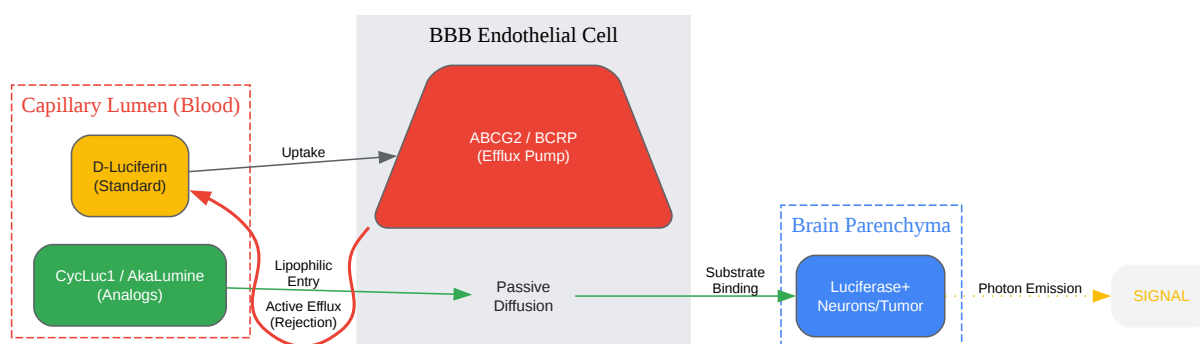 BBB Endothelial Cell
Capillary Lumen (Blood)
D-Luciferin
(Standard)
Uptake
ABCG2 / BCRP
(Efflux Pump)
CycLuc1 / AkaLumine
(Analogs)
Lipophilic
Entry
Active Efflux
(Rejection)
Passive
Diffusion
Substrate
Binding
Brain Parenchyma
Luciferase+
Neurons/Tumor
Photon Emission
SIGNAL